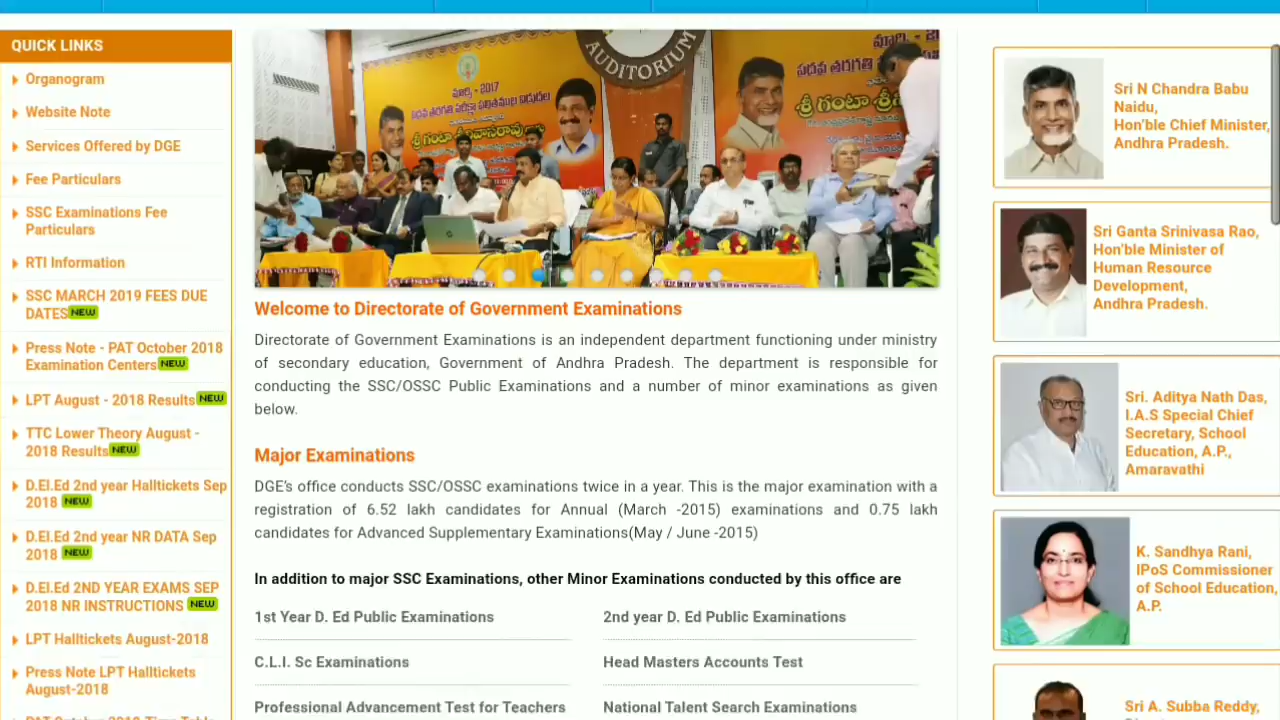 QUICK LINKS
Organogram
Website Note
Services Offered by DGE
Fee Particulars
SSC Examinations Fee
Particulars
RTI Information
SSC MARCH 2019 FEES DUE
DATES NEW
Press Note - PAT October 2018
Examination Centers NEW
LPT August - 2018 Results NEW
TTC Lower Theory August -
2018 Results NEW
D.El.Ed 2nd year Halltickets Sep
2018 NEW
D.El.Ed 2nd year NR DATA Sep
2018 NEW
D.El.Ed 2ND YEAR EXAMS SEP
2018 NR INSTRUCTIONS NEW
LPT Halltickets August-2018
Press Note LPT Halltickets
August-2018
AUDITORIUM
మార్చి - 2017
పదవ తరగతి
శ్రీ గంటా శ్రీనివాసరావు
పదవ తరగతి
శ్రీ గంటా
Welcome to Directorate of Government Examinations
Directorate of Government Examinations is an independent department functioning under ministry
of secondary education, Government of Andhra Pradesh. The department is responsible for
conducting the SSC/OSSC Public Examinations and a number of minor examinations as given
below.
Major Examinations
DGE's office conducts SSC/OSSC examinations twice in a year. This is the major examination with a
registration of 6.52 lakh candidates for Annual (March -2015) examinations and 0.75 lakh
candidates for Advanced Supplementary Examinations(May / June -2015)
In addition to major SSC Examinations, other Minor Examinations conducted by this office are
1st Year D. Ed Public Examinations
2nd year D. Ed Public Examinations
C.L.I. Sc Examinations
Head Masters Accounts Test
Professional Advancement Test for Teachers
National Talent Search Examinations
Sri N Chandra Babu
Naidu,
Hon'ble Chief Minister,
Andhra Pradesh.
Sri Ganta Srinivasa Rao,
Hon'ble Minister of
Human Resource
Development,
Andhra Pradesh.
Sri. Aditya Nath Das,
I.A.S Special Chief
Secretary, School
Education, A.P.,
Amaravathi
K. Sandhya Rani,
IPoS Commissioner
of School Education,
A.P.
Sri A. Subba Reddy,